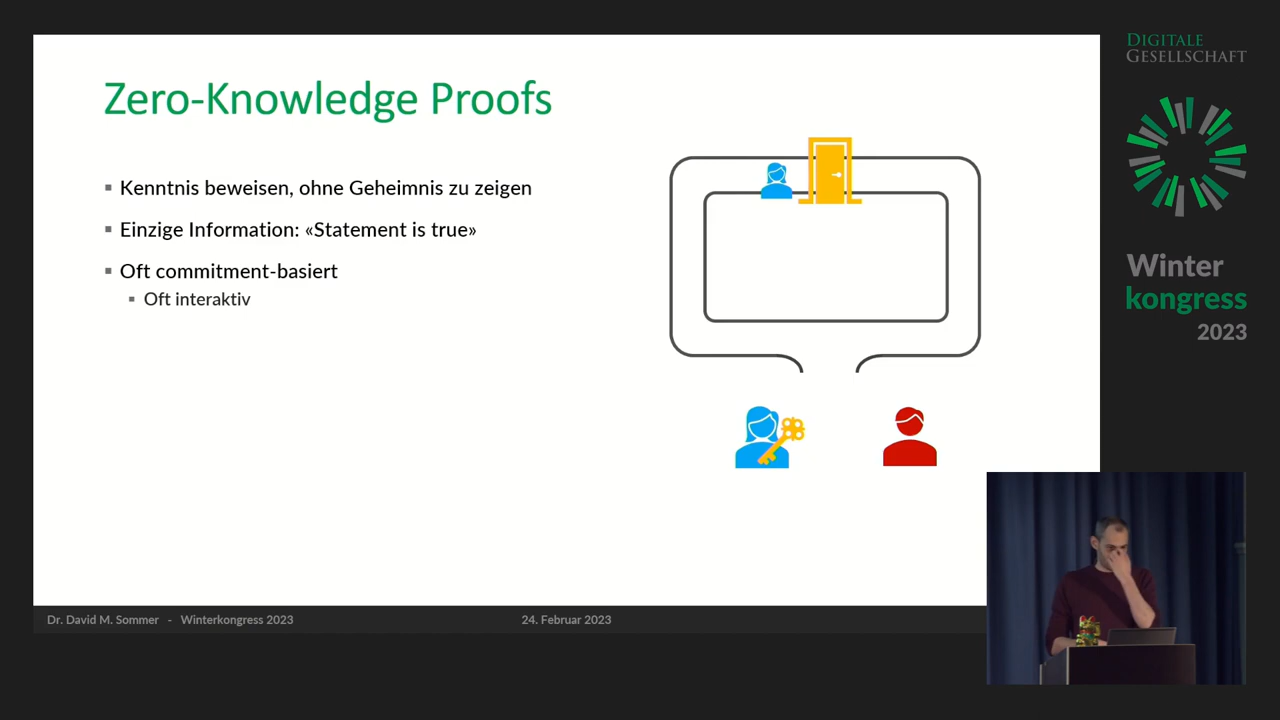 Zero-Knowledge Proofs
Kenntnis beweisen, ohne Geheimnis zu zeigen
Einzige Information: «Statement is true»
Oft commitment-basiert
Oft interaktiv
Dr. David M. Sommer - Winterkongress 2023
24. Februar 2023
DIGITALE
GESELLSCHAFT
Winter
kongress
2023